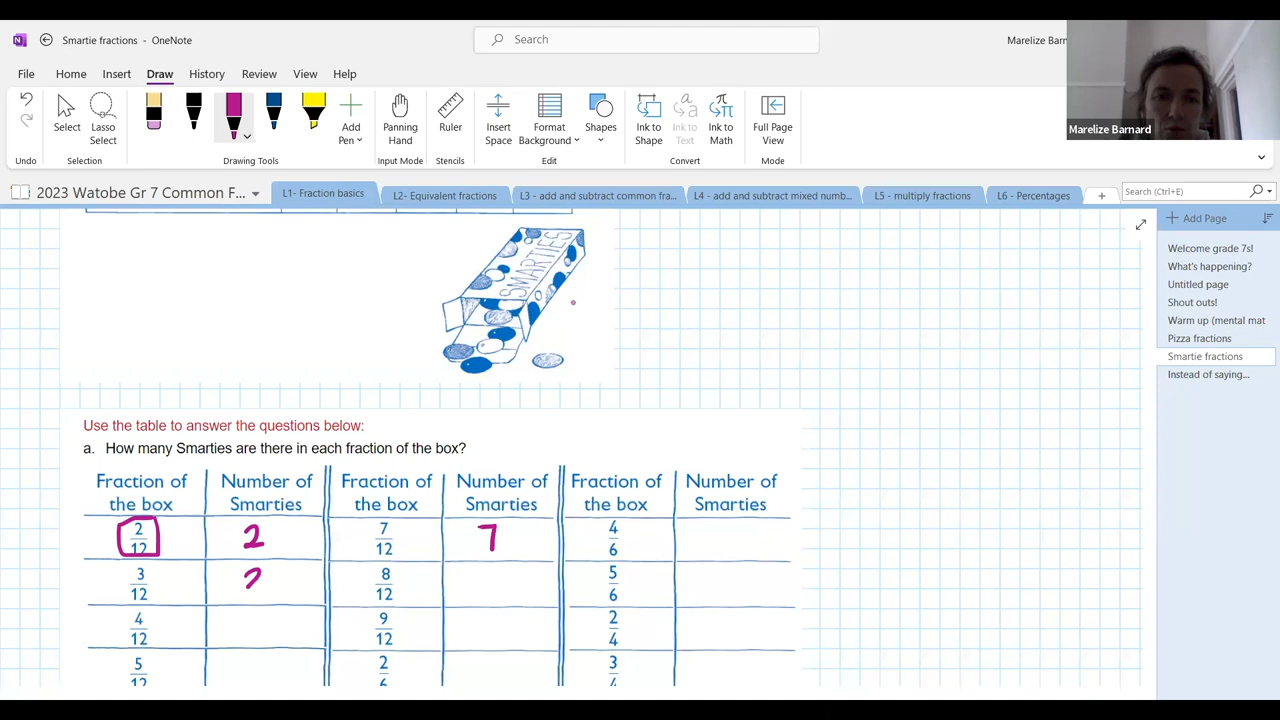 Smartie fractions - OneNote
Search
Marelize Bar
Marelize Barnard
File Home Insert Draw History Review View Help
Select
Lasso Select
Add Pen
Panning Hand
Ruler
Insert Space
Format Background
Shapes
Ink to Shape
Ink to Text
Ink to Math
Full Page View
Undo Selection Drawing Tools Input Mode Stencils Edit Convert Mode
2023 Watobe Gr 7 Common F...
L1- Fraction basics
L2- Equivalent fractions
L3 - add and subtract common fra...
L4 - add and subtract mixed numb...
L5 - multiply fractions
L6 - Percentages
+
Search (Ctrl+E)
Add Page
Welcome grade 7s!
What's happening?
Untitled page
Shout outs!
Warm up (mental mat
Pizza fractions
Smartie fractions
Instead of saying...
SMARTIES
Use the table to answer the questions below:
a. How many Smarties are there in each fraction of the box?
Fraction of the box | Number of Smarties | Fraction of the box | Number of Smarties | Fraction of the box | Number of Smarties
2/12 2 7/12 7 4/6
3/12 8/12 5/6
4/12 9/12 2/4
5/12 2/6 3/4